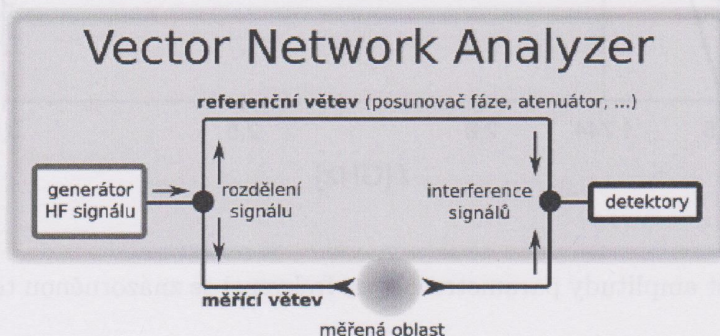 Vector Network Analyzer
referenční větev (posunovač fáze, atenuátor, ...)
generátor
HF signálu
rozdělení
signálu
interference
signálů
detektory
měřící větev
měřená oblast